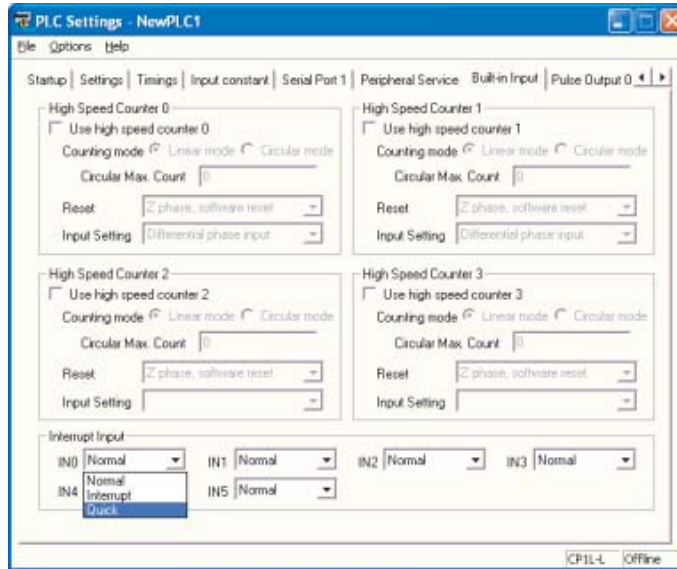 PLC Settings - NewPLC1
File Options Help
Startup Settings Timings Input constant Serial Port 1 Peripheral Service Built-in Input Pulse Output 0
High Speed Counter 0
Use high speed counter 0
Counting mode Linear mode Circular mode
Circular Max. Count 0
Reset Z phase, software reset
Input Setting Differential phase input
High Speed Counter 1
Use high speed counter 1
Counting mode Linear mode Circular mode
Circular Max. Count 0
Reset Z phase, software reset
Input Setting Differential phase input
High Speed Counter 2
Use high speed counter 2
Counting mode Linear mode Circular mode
Circular Max. Count 0
Reset Z phase, software reset
Input Setting
High Speed Counter 3
Use high speed counter 3
Counting mode Linear mode Circular mode
Circular Max. Count 0
Reset Z phase, software reset
Input Setting
Interrupt Input
IN0 Normal IN1 Normal IN2 Normal IN3 Normal
Normal
IN4 Interrupt IN5 Normal
Quick
CP1L-L Offline